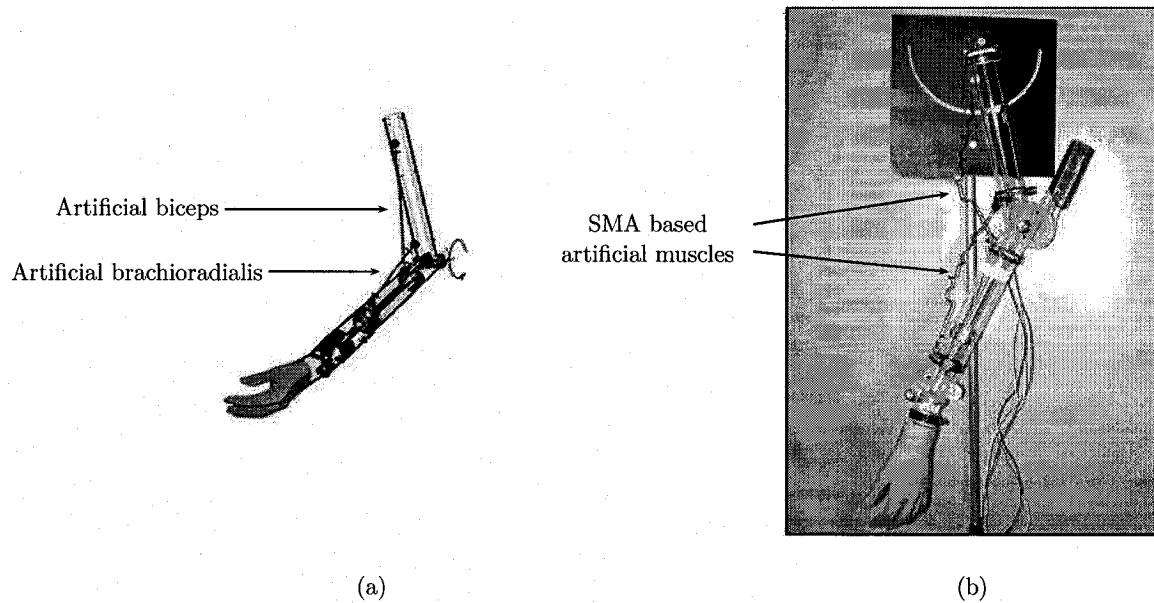 Artificial biceps
Artificial brachioradialis
SMA based
artificial muscles
(a)
(b)